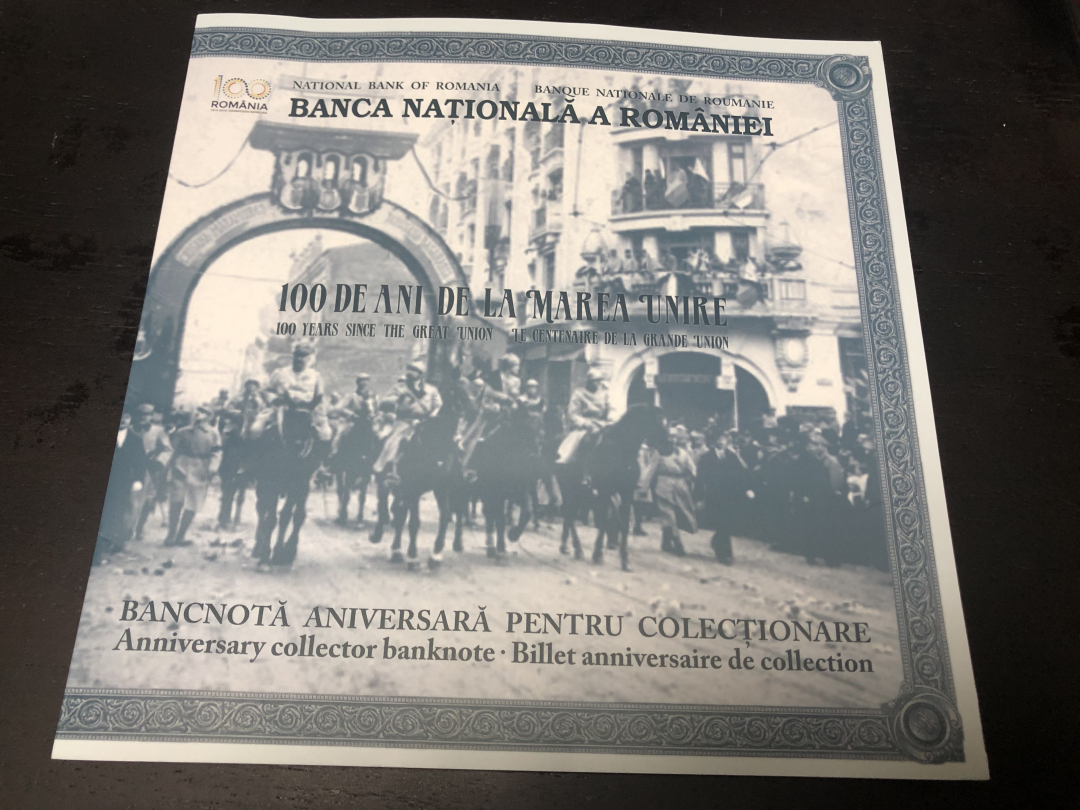 100
ROMÂNIA
NATIONAL BANK OF ROMANIA BANQUE NATIONALE DE ROUMANIE
BANCA NAȚIONALĂ A ROMÂNIEI
100 DE ANI DE LA MAREA UNIRE
100 YEARS SINCE THE GREAT UNION LE CENTENAIRE DE LA GRANDE UNION
BANCNOTĂ ANIVERSARĂ PENTRU COLECȚIONARE
Anniversary collector banknote · Billet anniversaire de collection